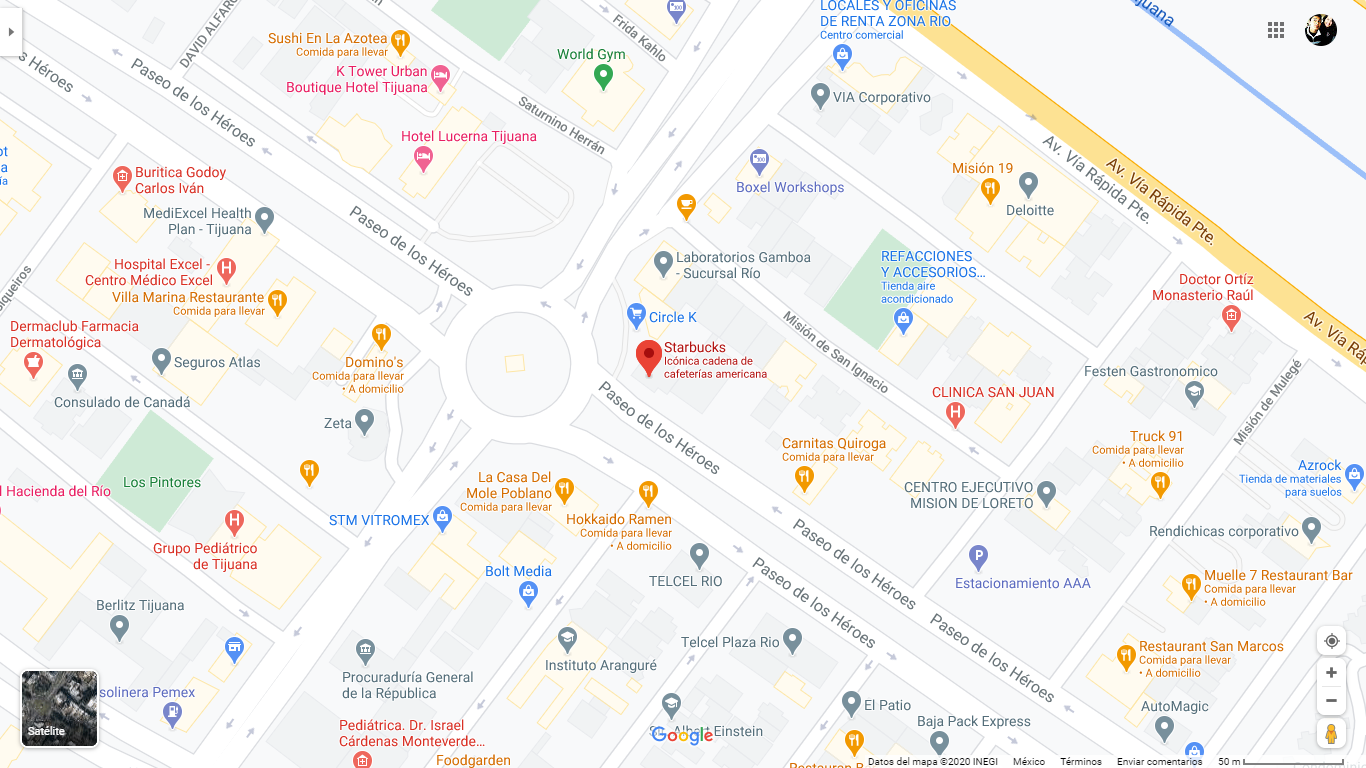 LOCALES Y OFICINAS
DE RENTA ZONA RIO
Centro comercial
Frida Kahlo
DAVID ALFARO
Sushi En La Azotea
Comida para llevar
World Gym
K Tower Urban
Boutique Hotel Tijuana
Paseo de los Héroes
s Héroes
Saturnino Herrán
VIA Corporativo
Hotel Lucerna Tijuana
Av. Vía Rápida Pte.
Av. Vía Rápida Pte.
Boxel Workshops
Misión 19
Deloitte
Buritica Godoy
Carlos Iván
MediExcel Health
Plan - Tijuana
Paseo de los Héroes
Hospital Excel -
Centro Médico Excel
Laboratorios Gamboa
- Sucursal Río
REFACCIONES
Y ACCESORIOS...
Tienda aire
acondicionado
Doctor Ortíz
Monasterio Raúl
Villa Marina Restaurante
Comida para llevar
Circle K
Misión de San Ignacio
Av. Vía Ráp
Dermaclub Farmacia
Dermatológica
Starbucks
Icónica cadena de
cafeterías americana
Seguros Atlas
Domino's
Comida para llevar
• A domicilio
Festen Gastronomico
Misión de Mulegé
Consulado de Canadá
CLINICA SAN JUAN
Zeta
Paseo de los Héroes
Carnitas Quiroga
Comida para llevar
Truck 91
Comida para llevar
• A domicilio
Azrock
Tienda de materiales
para suelos
Los Pintores
l Hacienda del Río
La Casa Del
Mole Poblano
Comida para llevar
CENTRO EJECUTIVO
MISION DE LORETO
STM VITROMEX
Hokkaido Ramen
Comida para llevar
• A domicilio
Rendichicas corporativo
Grupo Pediátrico
de Tijuana
Paseo de los Héroes
Bolt Media
TELCEL RIO
Paseo de los Héroes
P
Estacionamiento AAA
Muelle 7 Restaurant Bar
Comida para llevar
• A domicilio
Berlitz Tijuana
Paseo de los Héroes
Telcel Plaza Rio
Restaurant San Marcos
Comida para llevar
• A domicilio
Instituto Aranguré
Procuraduría General
de la Républica
solinera Pemex
El Patio
AutoMagic
Baja Pack Express
Pediátrica. Dr. Israel
Cárdenas Monteverde...
Albert Einstein
Google
Satélite
Foodgarden
Datos del mapa ©2020 INEGI México Términos Enviar comentarios 50 m